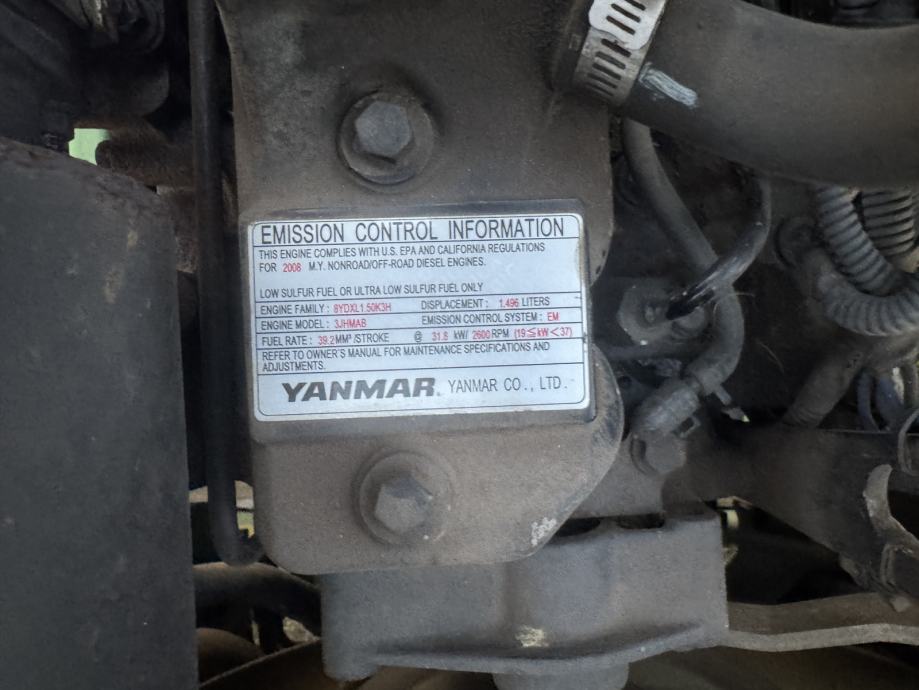 EMISSION CONTROL INFORMATION
THIS ENGINE COMPLIES WITH U.S. EPA AND CALIFORNIA REGULATIONS
FOR 2008 M.Y. NONROAD/OFF-ROAD DIESEL ENGINES.
LOW SULFUR FUEL OR ULTRA LOW SULFUR FUEL ONLY
ENGINE FAMILY : 8YDXL1.50K3H DISPLACEMENT : 1.496 LITERS
ENGINE MODEL : 3JHMAB EMISSION CONTROL SYSTEM : EM
FUEL RATE : 39.2MM³/STROKE @ 31.8 kW/ 2600RPM (19≤kW<37)
REFER TO OWNER'S MANUAL FOR MAINTENANCE SPECIFICATIONS AND
ADJUSTMENTS.
YANMAR. YANMAR CO., LTD.